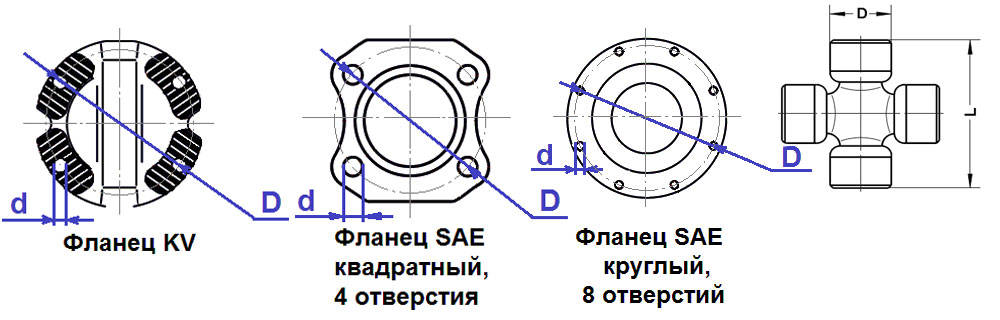 D
L
d
D
Фланец KV
d
D
Фланец SAE
квадратный,
4 отверстия
d
D
Фланец SAE
круглый,
8 отверстий